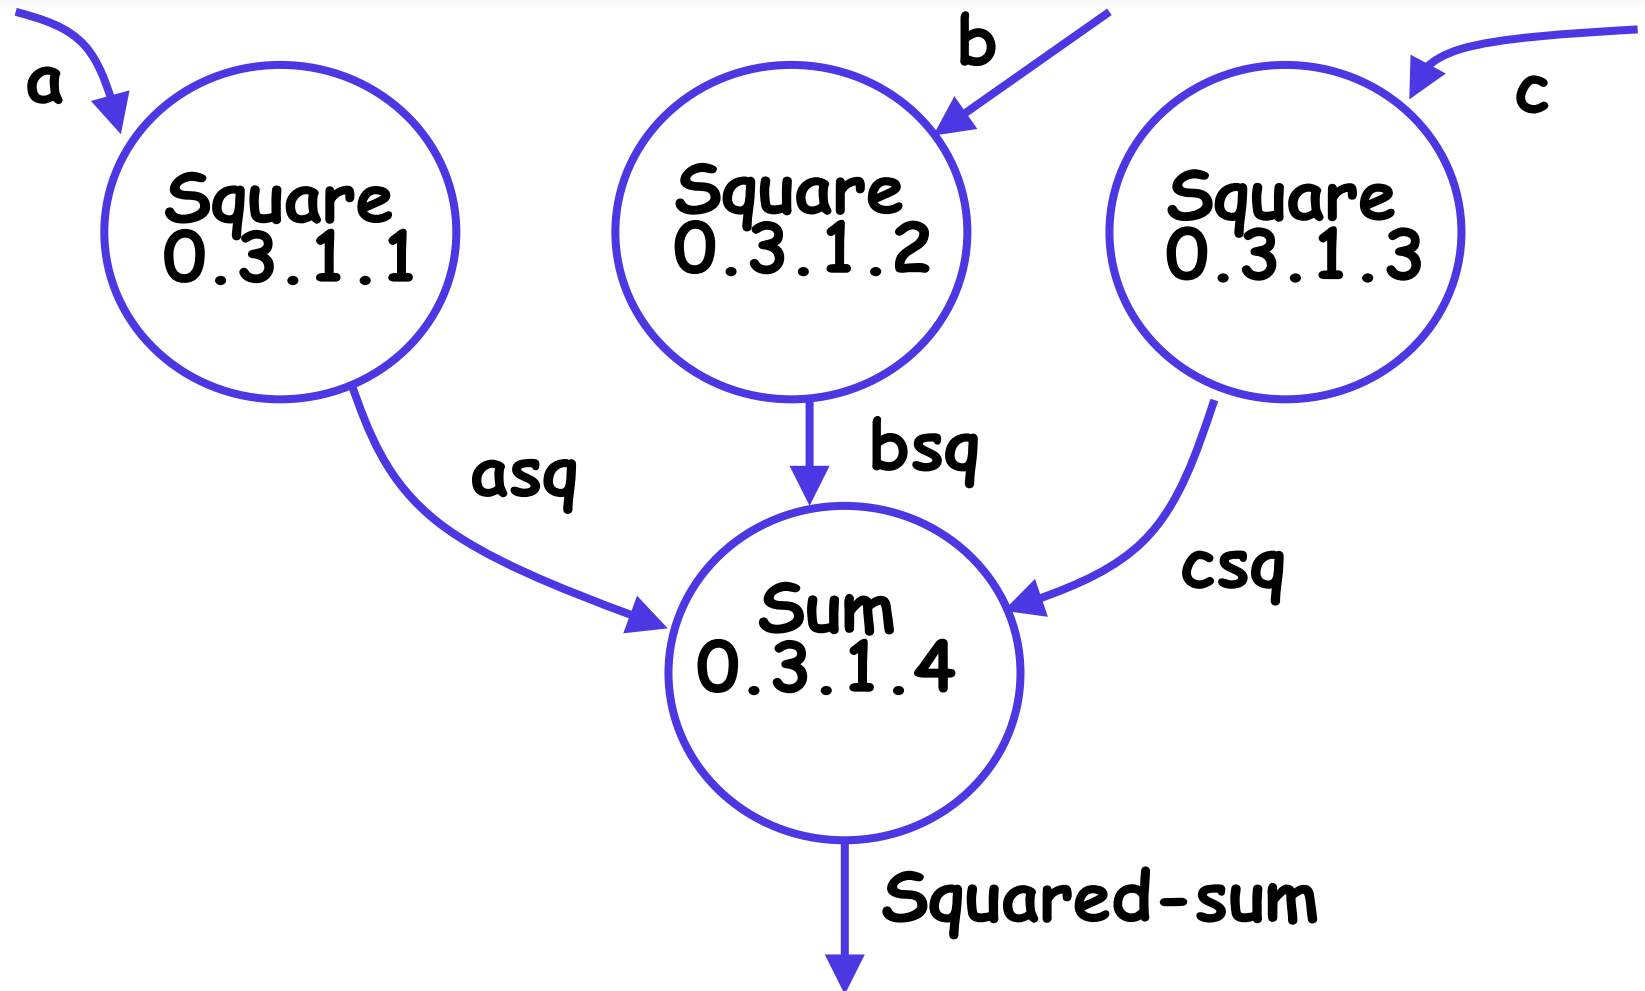 a
b
c
Square
0.3.1.1
Square
0.3.1.2
Square
0.3.1.3
asq
bsq
csq
Sum
0.3.1.4
Squared-sum